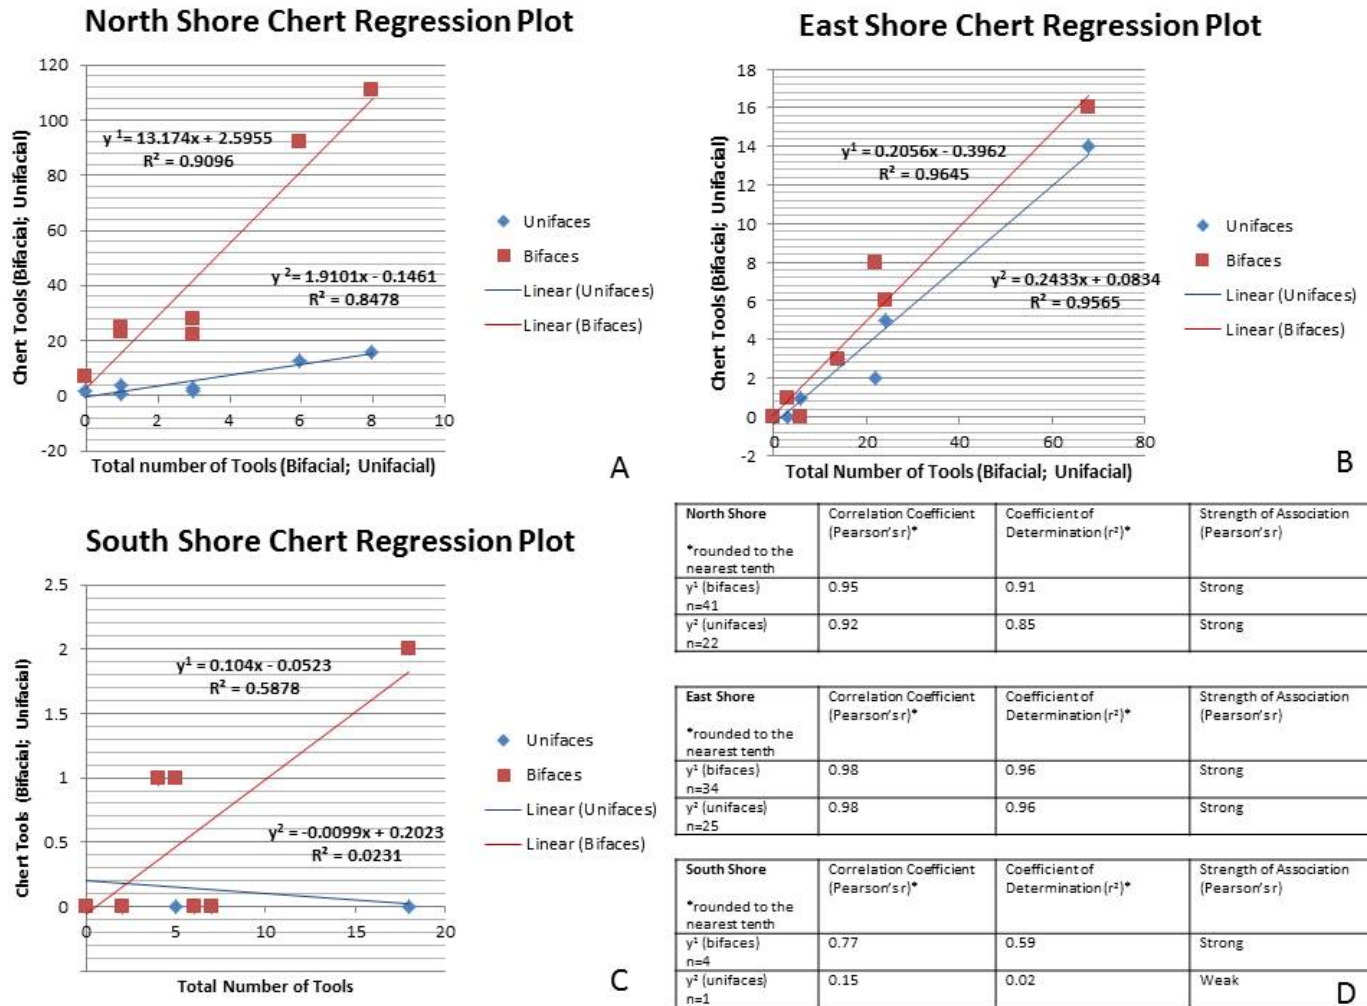 North Shore Chert Regression Plot
120
100
80
60
40
20
0
-20
Chert Tools (Bifacial; Unifacial)
y ¹= 13.174x + 2.5955
R² = 0.9096
y ²= 1.9101x - 0.1461
R² = 0.8478
0 2 4 6 8 10
Total number of Tools (Bifacial; Unifacial)
Unifaces
Bifaces
Linear (Unifaces)
Linear (Bifaces)
A
East Shore Chert Regression Plot
18
16
14
12
10
8
6
4
2
0
-2
Chert Tools (Bifacial; Unifacial)
y¹ = 0.2056x - 0.3962
R² = 0.9645
y² = 0.2433x + 0.0834
R² = 0.9565
0 20 40 60 80
Total Number of Tools (Bifacial; Unifacial)
Unifaces
Bifaces
Linear (Unifaces)
Linear (Bifaces)
B
South Shore Chert Regression Plot
2.5
2
1.5
1
0.5
0
Chert Tools (Bifacial; Unifacial)
y¹ = 0.104x - 0.0523
R² = 0.5878
y² = -0.0099x + 0.2023
R² = 0.0231
0 5 10 15 20
Total Number of Tools
Unifaces
Bifaces
Linear (Unifaces)
Linear (Bifaces)
C
North Shore
*rounded to the
nearest tenth
Correlation Coefficient
(Pearson's r)*
Coefficient of
Determination (r²)*
Strength of Association
(Pearson's r)
y¹ (bifaces)
n=41
0.95
0.91
Strong
y² (unifaces)
n=22
0.92
0.85
Strong
East Shore
*rounded to the
nearest tenth
Correlation Coefficient
(Pearson's r)*
Coefficient of
Determination (r²)*
Strength of Association
(Pearson's r)
y¹ (bifaces)
n=34
0.98
0.96
Strong
y² (unifaces)
n=25
0.98
0.96
Strong
South Shore
*rounded to the
nearest tenth
Correlation Coefficient
(Pearson's r)*
Coefficient of
Determination (r²)*
Strength of Association
(Pearson's r)
y¹ (bifaces)
n=4
0.77
0.59
Strong
y² (unifaces)
n=1
0.15
0.02
Weak
D